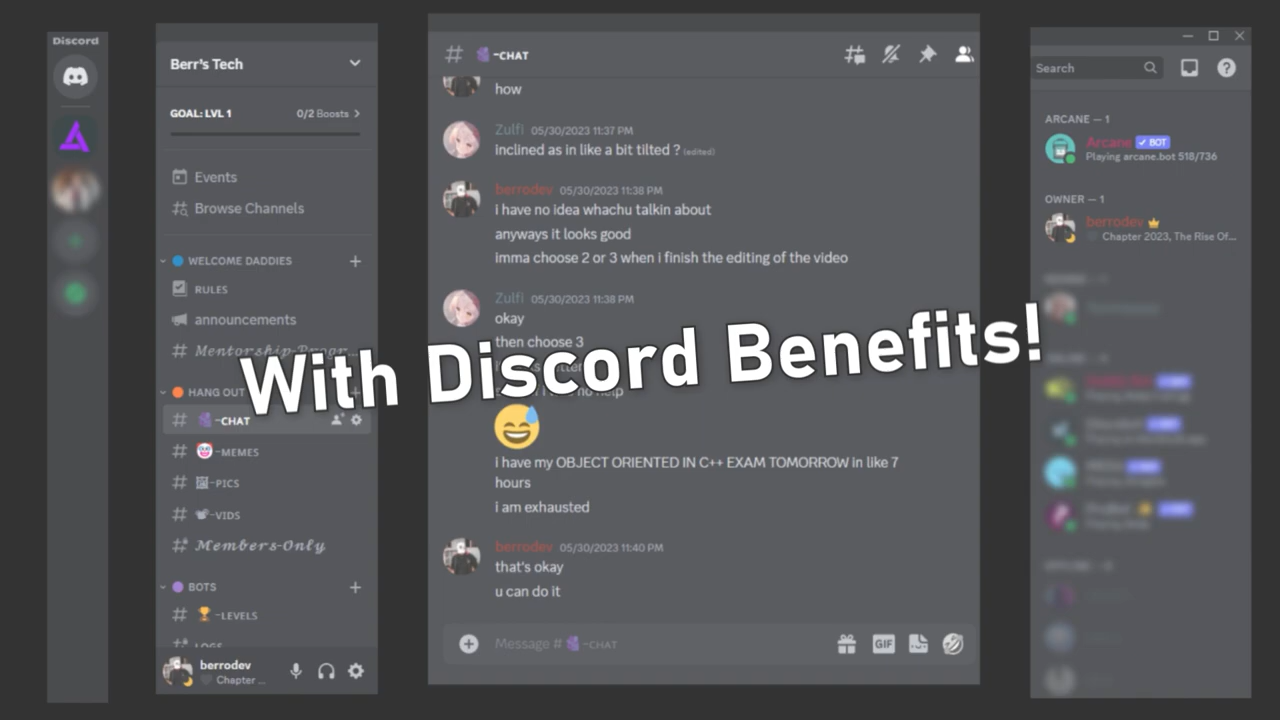 Discord
Berr's Tech
GOAL: LVL 1
0/2 Boosts >
Events
Browse Channels
WELCOME DADDIES
RULES
announcements
HANG OUT
-CHAT
-MEMES
-PICS
-VIDS
Members-Only
BOTS
-LEVELS
LOGS
berrodev
Chapter ...
-CHAT
how
Zulfi 05/30/2023 11:37 PM
inclined as in like a bit tilted ? (edited)
berrodev 05/30/2023 11:38 PM
i have no idea whachu talkin about
anyways it looks good
imma choose 2 or 3 when i finish the editing of the video
Zulfi 05/30/2023 11:38 PM
okay
then choose 3
help
i have my OBJECT ORIENTED IN C++ EXAM TOMORROW in like 7
hours
i am exhausted
berrodev 05/30/2023 11:40 PM
that's okay
u can do it
Message # -CHAT
GIF
With Discord Benefits!
Search
ARCANE — 1
Arcane BOT
Playing arcane.bot 518/736
OWNER — 1
berrodev
Chapter 2023, The Rise Of...